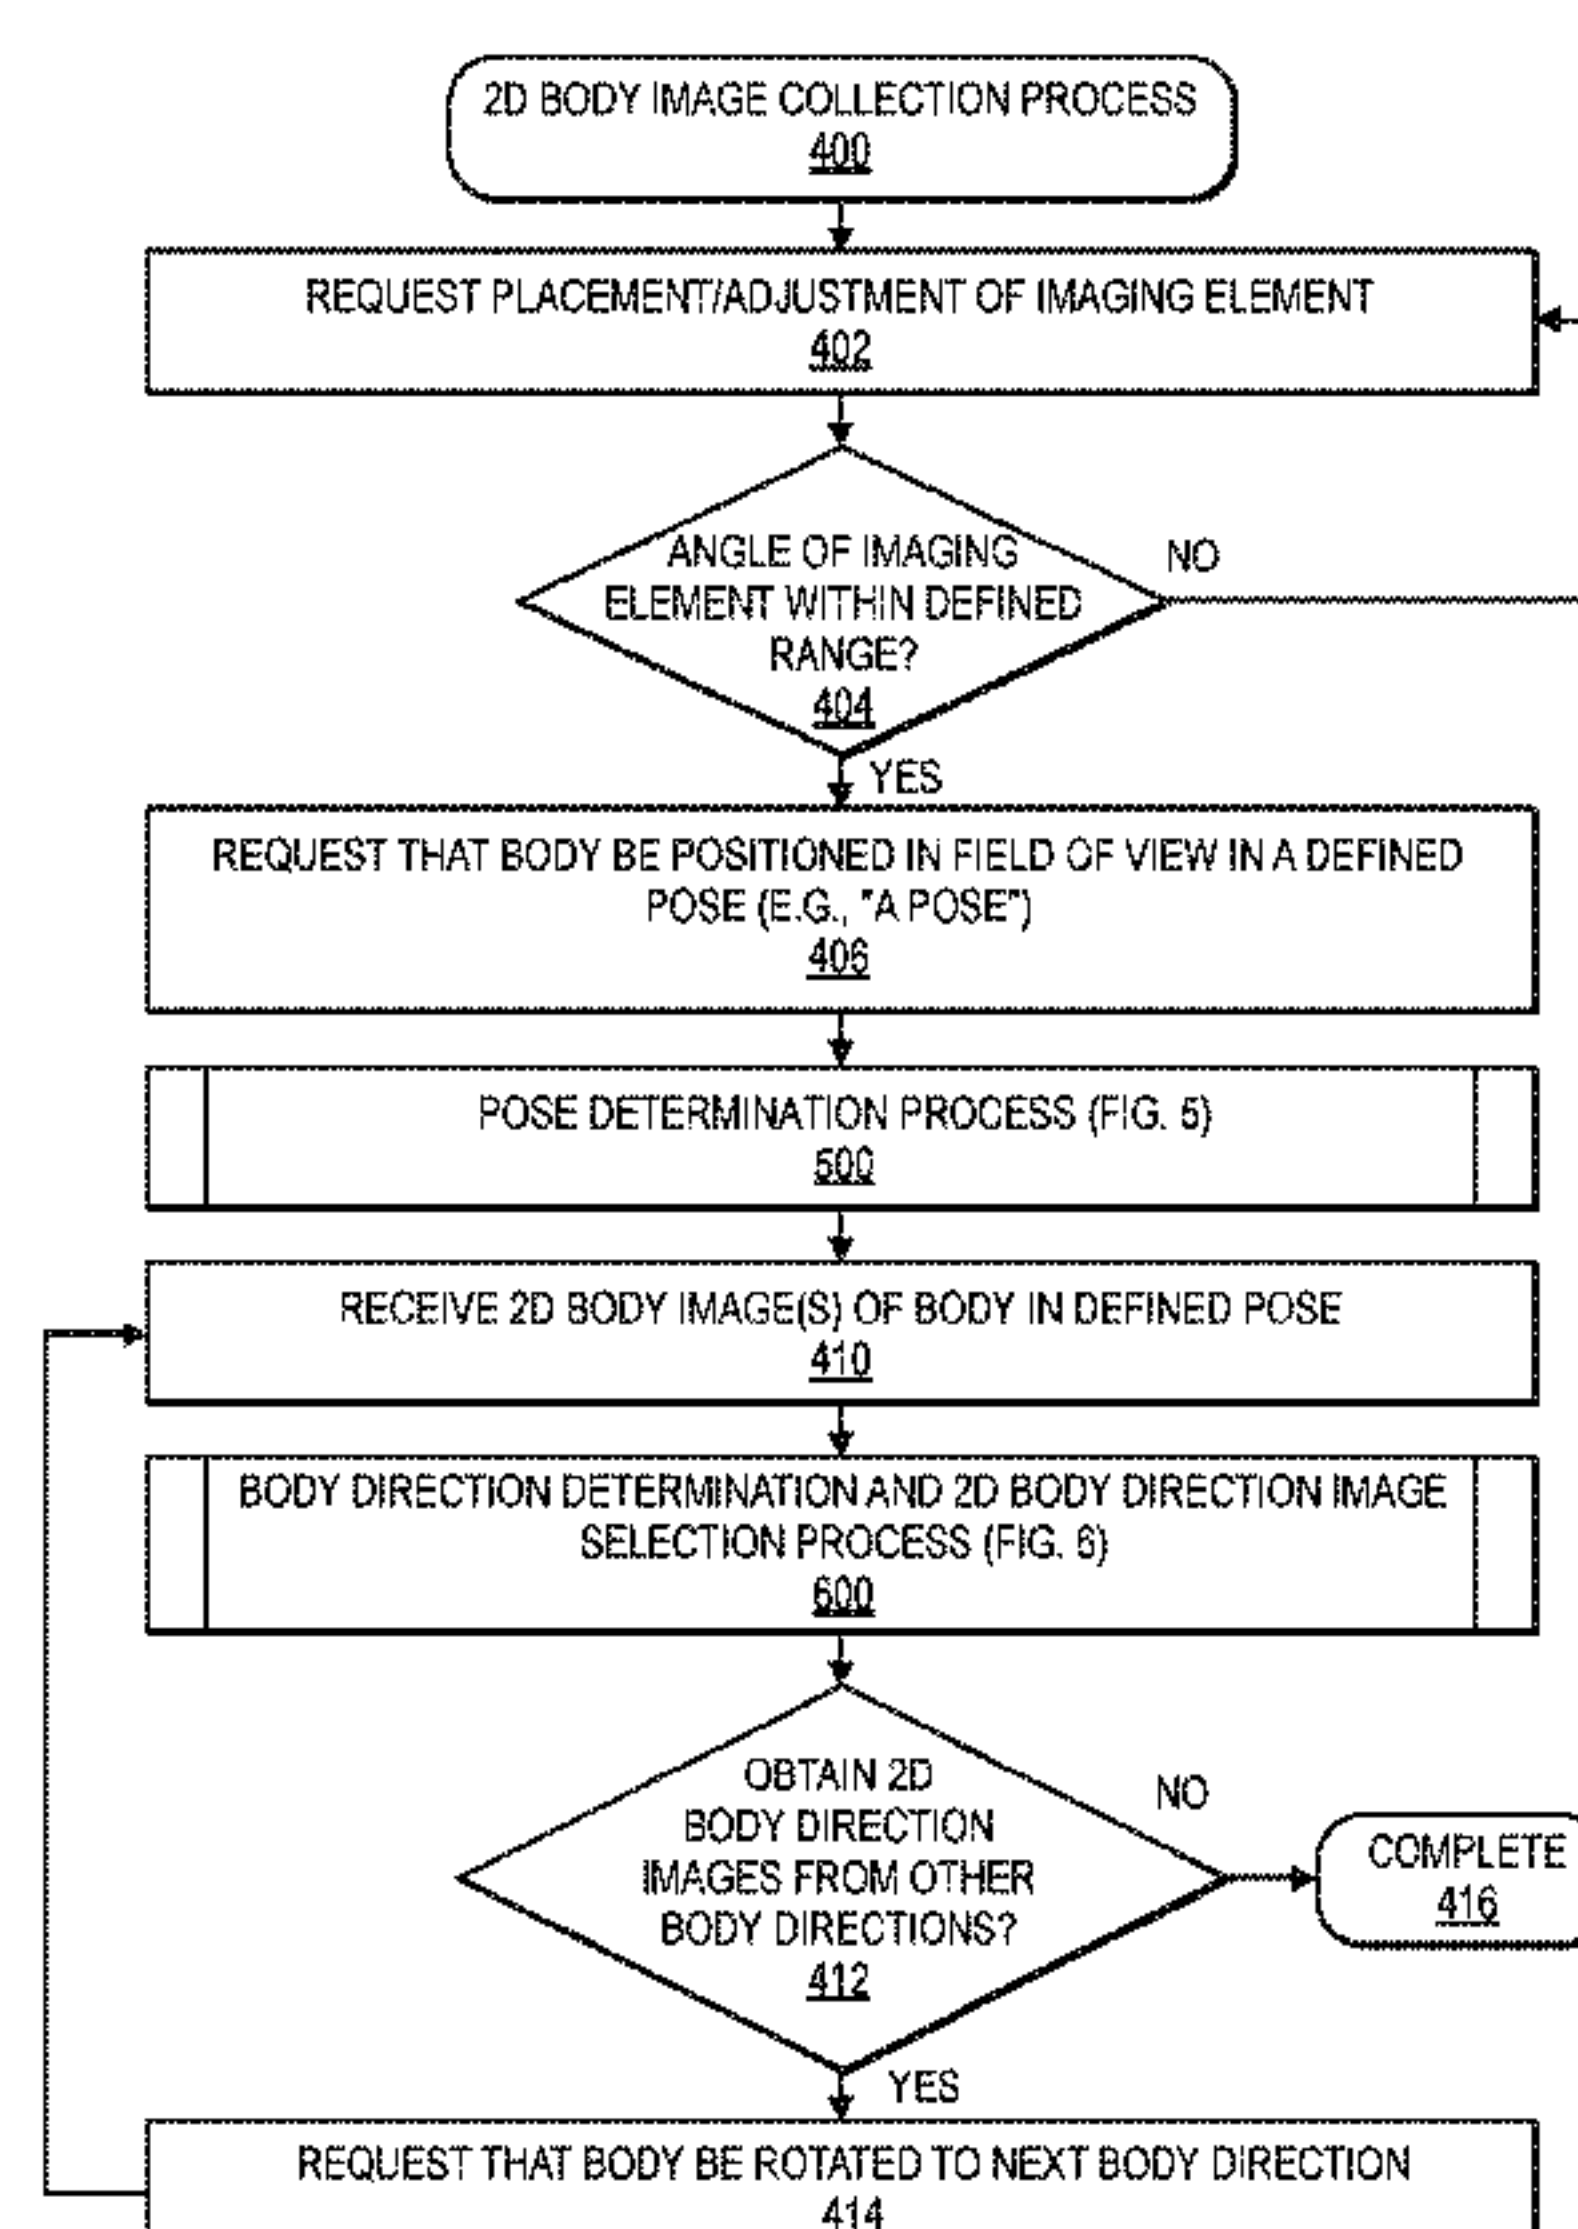 2D BODY IMAGE COLLECTION PROCESS
400
REQUEST PLACEMENT/ADJUSTMENT OF IMAGING ELEMENT
402
ANGLE OF IMAGING
ELEMENT WITHIN DEFINED
RANGE?
404
NO
YES
REQUEST THAT BODY BE POSITIONED IN FIELD OF VIEW IN A DEFINED
POSE (E.G., "A POSE")
406
POSE DETERMINATION PROCESS (FIG. 5)
500
RECEIVE 2D BODY IMAGE(S) OF BODY IN DEFINED POSE
410
BODY DIRECTION DETERMINATION AND 2D BODY DIRECTION IMAGE
SELECTION PROCESS (FIG. 6)
600
OBTAIN 2D
BODY DIRECTION
IMAGES FROM OTHER
BODY DIRECTIONS?
412
NO
COMPLETE
416
YES
REQUEST THAT BODY BE ROTATED TO NEXT BODY DIRECTION
414